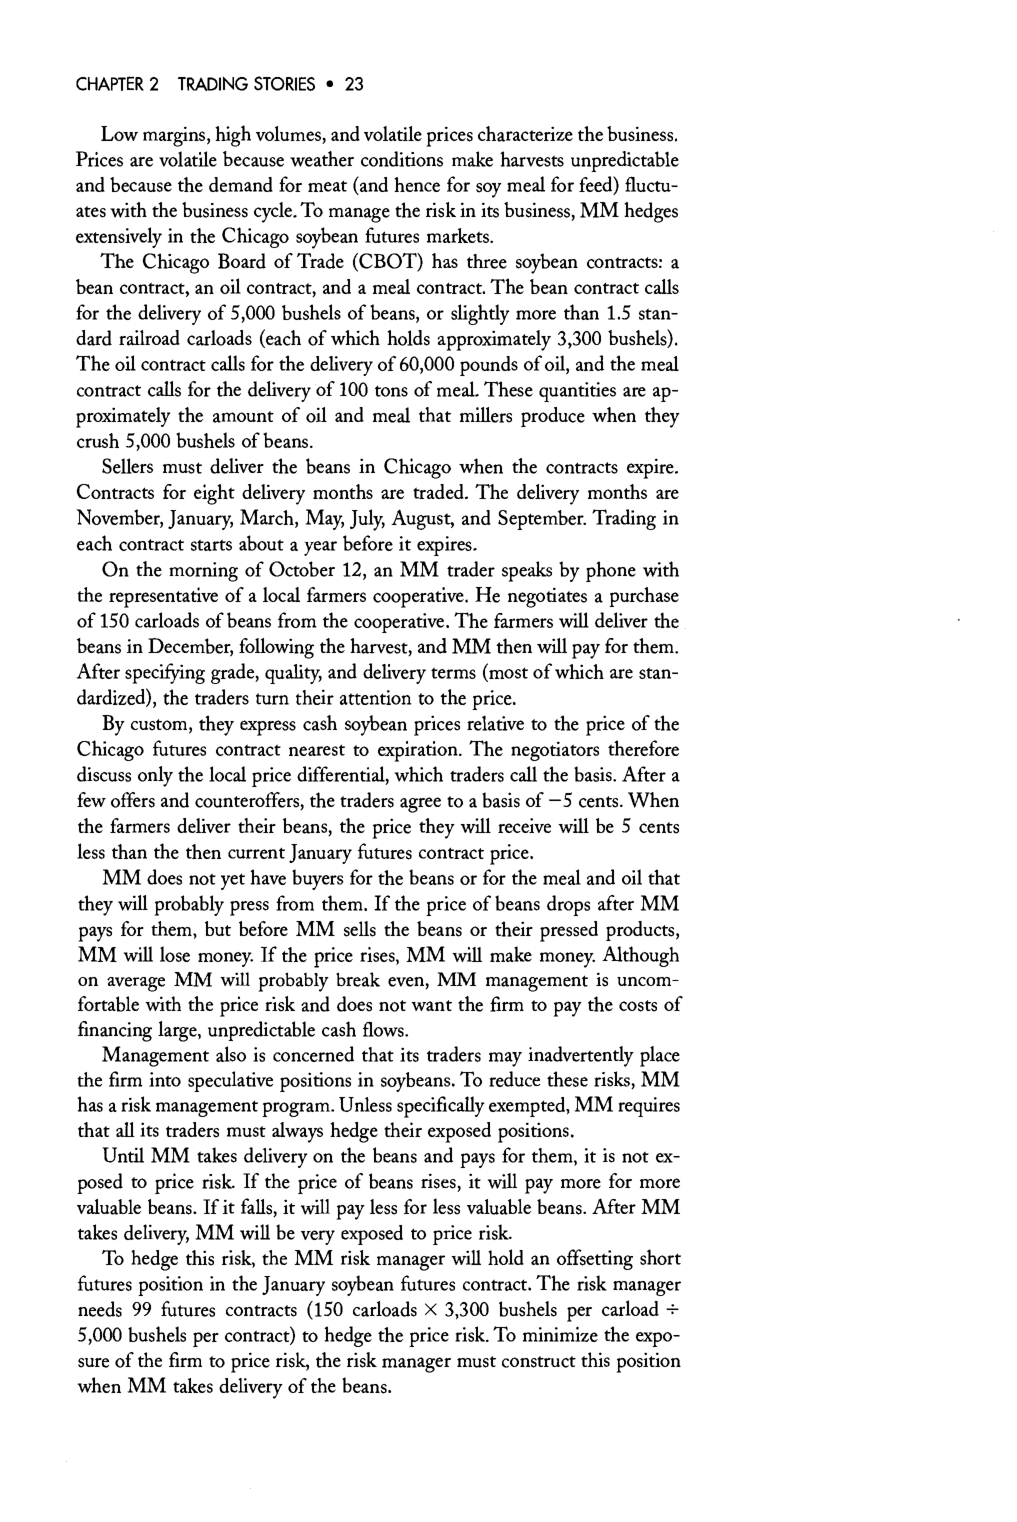 CHAPTER 2 TRADING STORIES • 23
Low margins, high volumes, and volatile prices characterize the business.
Prices are volatile because weather conditions make harvests unpredictable
and because the demand for meat (and hence for soy meal for feed) fluctu-
ates with the business cycle. To manage the risk in its business, MM hedges
extensively in the Chicago soybean futures markets.
The Chicago Board of Trade (CBOT) has three soybean contracts: a
bean contract, an oil contract, and a meal contract. The bean contract calls
for the delivery of 5,000 bushels of beans, or slightly more than 1.5 stan-
dard railroad carloads (each of which holds approximately 3,300 bushels).
The oil contract calls for the delivery of 60,000 pounds of oil, and the meal
contract calls for the delivery of 100 tons of meal. These quantities are ap-
proximately the amount of oil and meal that millers produce when they
crush 5,000 bushels of beans.
Sellers must deliver the beans in Chicago when the contracts expire.
Contracts for eight delivery months are traded. The delivery months are
November, January, March, May, July, August, and September. Trading in
each contract starts about a year before it expires.
On the morning of October 12, an MM trader speaks by phone with
the representative of a local farmers cooperative. He negotiates a purchase
of 150 carloads of beans from the cooperative. The farmers will deliver the
beans in December, following the harvest, and MM then will pay for them.
After specifying grade, quality, and delivery terms (most of which are stan-
dardized), the traders turn their attention to the price.
By custom, they express cash soybean prices relative to the price of the
Chicago futures contract nearest to expiration. The negotiators therefore
discuss only the local price differential, which traders call the basis. After a
few offers and counteroffers, the traders agree to a basis of −5 cents. When
the farmers deliver their beans, the price they will receive will be 5 cents
less than the then current January futures contract price.
MM does not yet have buyers for the beans or for the meal and oil that
they will probably press from them. If the price of beans drops after MM
pays for them, but before MM sells the beans or their pressed products,
MM will lose money. If the price rises, MM will make money. Although
on average MM will probably break even, MM management is uncom-
fortable with the price risk and does not want the firm to pay the costs of
financing large, unpredictable cash flows.
Management also is concerned that its traders may inadvertently place
the firm into speculative positions in soybeans. To reduce these risks, MM
has a risk management program. Unless specifically exempted, MM requires
that all its traders must always hedge their exposed positions.
Until MM takes delivery on the beans and pays for them, it is not ex-
posed to price risk. If the price of beans rises, it will pay more for more
valuable beans. If it falls, it will pay less for less valuable beans. After MM
takes delivery, MM will be very exposed to price risk.
To hedge this risk, the MM risk manager will hold an offsetting short
futures position in the January soybean futures contract. The risk manager
needs 99 futures contracts (150 carloads × 3,300 bushels per carload ÷
5,000 bushels per contract) to hedge the price risk. To minimize the expo-
sure of the firm to price risk, the risk manager must construct this position
when MM takes delivery of the beans.